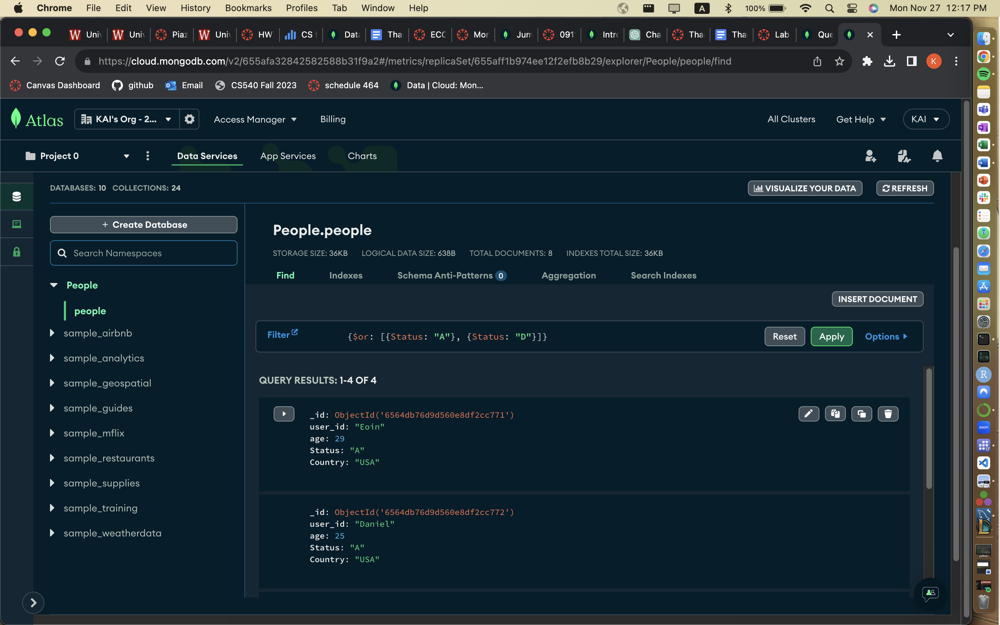 Chrome File Edit View History Bookmarks Profiles Tab Window Help A 100% Mon Nov 27 12:17 PM
Univ Univ Piaz Univ HW CS Data Tha ECC Mor Jum 091 Intro Cha Tha Tha Lab Que
https://cloud.mongodb.com/v2/655afa32842582588b31f9a2#/metrics/replicaSet/655aff1b974ee12f2efb8b29/explorer/People/people/find K
Canvas Dashboard github Email CS540 Fall 2023 schedule 464 Data | Cloud: Mon...
Atlas KAI's Org - 2... Access Manager Billing All Clusters Get Help KAI
Project 0 Data Services App Services Charts
DATABASES: 10 COLLECTIONS: 24 VISUALIZE YOUR DATA REFRESH
+ Create Database
Search Namespaces
People
people
sample_airbnb
sample_analytics
sample_geospatial
sample_guides
sample_mflix
sample_restaurants
sample_supplies
sample_training
sample_weatherdata
People.people
STORAGE SIZE: 36KB LOGICAL DATA SIZE: 638B TOTAL DOCUMENTS: 8 INDEXES TOTAL SIZE: 36KB
Find Indexes Schema Anti-Patterns 0 Aggregation Search Indexes
INSERT DOCUMENT
Filter {$or: [{Status: "A"}, {Status: "D"}]} Reset Apply Options
QUERY RESULTS: 1-4 OF 4
_id: ObjectId('6564db76d9d560e8df2cc771')
user_id: "Eoin"
age: 29
Status: "A"
Country: "USA"
_id: ObjectId('6564db76d9d560e8df2cc772')
user_id: "Daniel"
age: 25
Status: "A"
Country: "USA"
R
zoom
17
python...